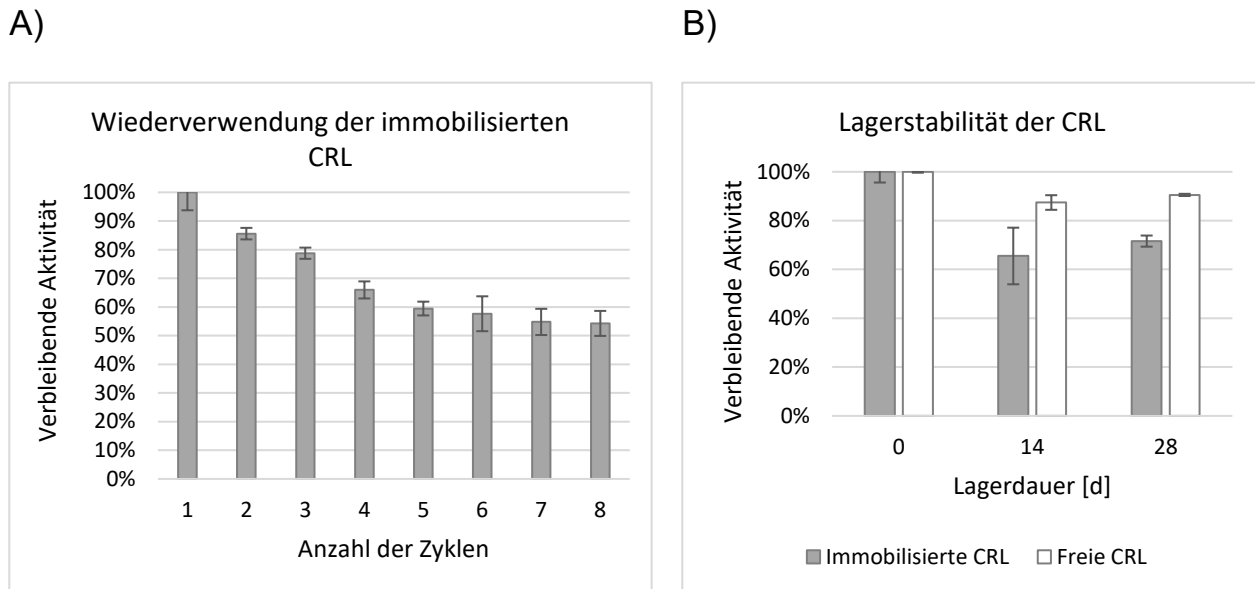 A)
Wiederverwendung der immobilisierten
CRL
Verbleibende Aktivität
100%
90%
80%
70%
60%
50%
40%
30%
20%
10%
0%
1 2 3 4 5 6 7 8
Anzahl der Zyklen
B)
Lagerstabilität der CRL
Verbleibende Aktivität
100%
80%
60%
40%
20%
0%
0 14 28
Lagerdauer [d]
Immobilisierte CRL Freie CRL